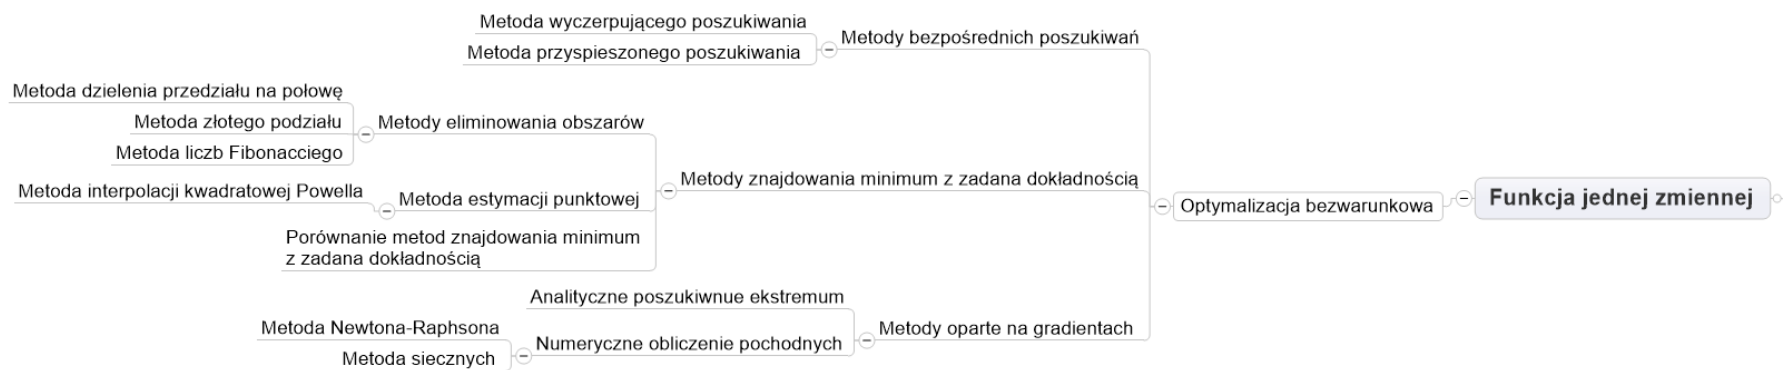 Metoda wyczerpującego poszukiwania
Metoda przyspieszonego poszukiwania
Metody bezpośrednich poszukiwań
Metoda dzielenia przedziału na połowę
Metoda złotego podziału
Metoda liczb Fibonacciego
Metody eliminowania obszarów
Metoda interpolacji kwadratowej Powella
Metoda estymacji punktowej
Porównanie metod znajdowania minimum
z zadana dokładnością
Metody znajdowania minimum z zadana dokładnością
Analityczne poszukiwnue ekstremum
Metoda Newtona-Raphsona
Metoda siecznych
Numeryczne obliczenie pochodnych
Metody oparte na gradientach
Optymalizacja bezwarunkowa
Funkcja jednej zmiennej